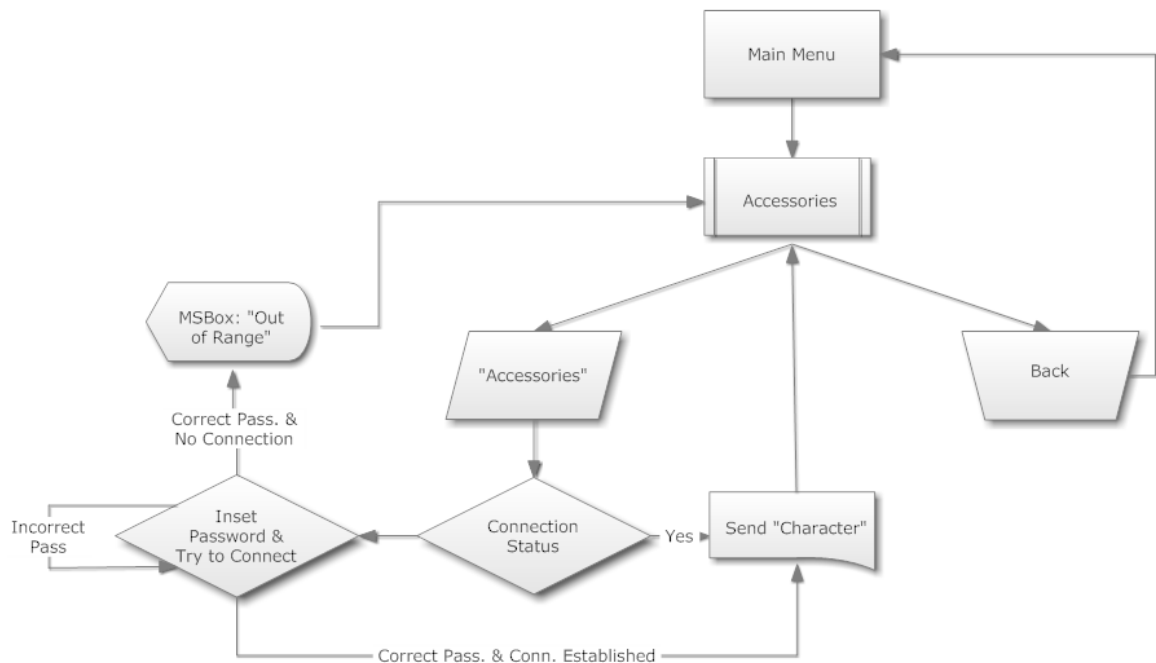 Main Menu
Accessories
MSBox: "Out
of Range"
"Accessories"
Back
Correct Pass. &
No Connection
Incorrect
Pass
Inset
Password &
Try to Connect
Connection
Status
Yes
Send "Character"
Correct Pass. & Conn. Established